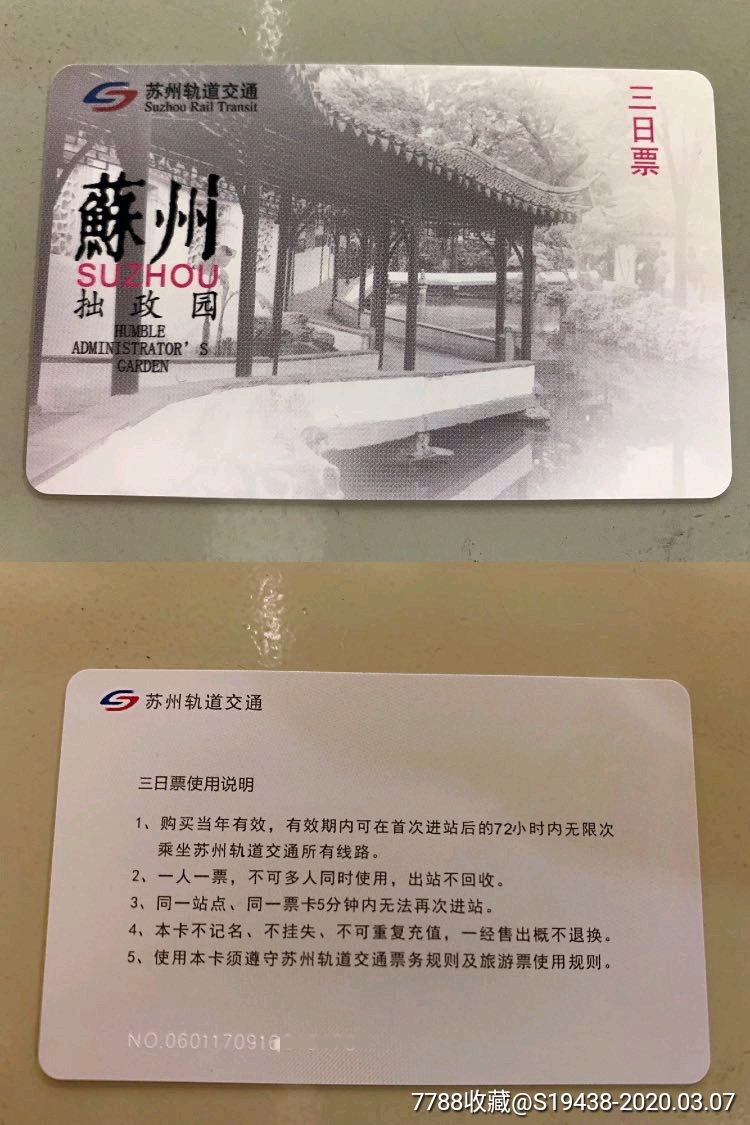 苏州轨道交通
Suzhou Rail Transit
三日票
蘇州
SUZHOU
拙政园
HUMBLE
ADMINISTRATOR'S
GARDEN
苏州轨道交通
三日票使用说明
1、购买当年有效，有效期内可在首次进站后的72小时内无限次
乘坐苏州轨道交通所有线路。
2、一人一票，不可多人同时使用，出站不回收。
3、同一站点、同一票卡5分钟内无法再次进站。
4、本卡不记名、不挂失、不可重复充值，一经售出概不退换。
5、使用本卡须遵守苏州轨道交通票务规则及旅游票使用规则。
NO.060117091
7788收藏@S19438-2020.03.07